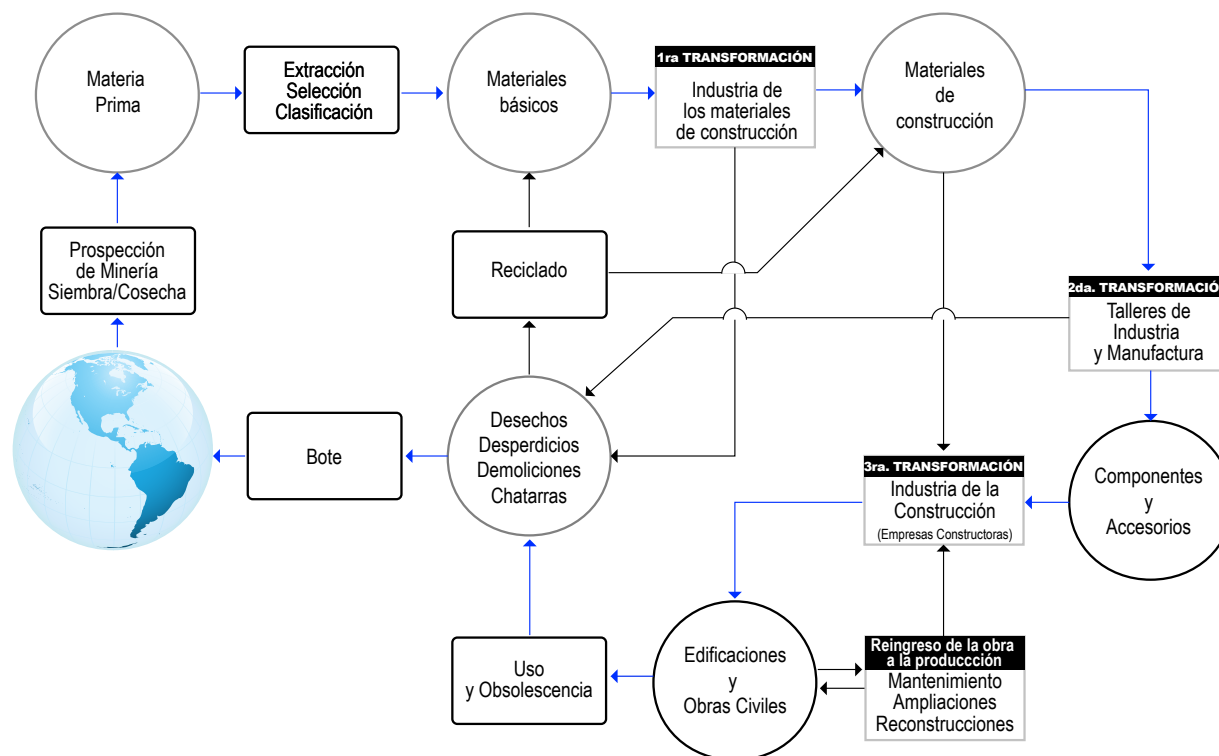 Materia
Prima
Extracción
Selección
Clasificación
Materiales
básicos
1ra TRANSFORMACIÓN
Industria de
los materiales
de construcción
Materiales
de
construcción
Prospección
de Minería
Siembra/Cosecha
Reciclado
2da. TRANSFORMACIÓN
Talleres de
Industria
y Manufactura
Bote
Desechos
Desperdicios
Demoliciones
Chatarras
3ra. TRANSFORMACIÓN
Industria de la
Construcción
(Empresas Constructoras)
Componentes
y
Accesorios
Uso
y Obsolescencia
Edificaciones
y
Obras Civiles
Reingreso de la obra
a la produccción
Mantenimiento
Ampliaciones
Reconstrucciones